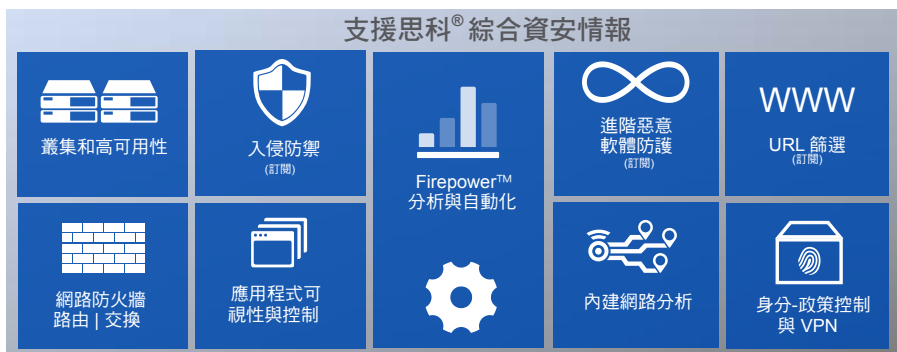 支援思科® 綜合資安情報
叢集和高可用性
入侵防禦
(訂閱)
Firepower™
分析與自動化
進階惡意
軟體防護
(訂閱)
WWW
URL 篩選
(訂閱)
網路防火牆
路由 | 交換
應用程式可
視性與控制
內建網路分析
身分-政策控制
與 VPN